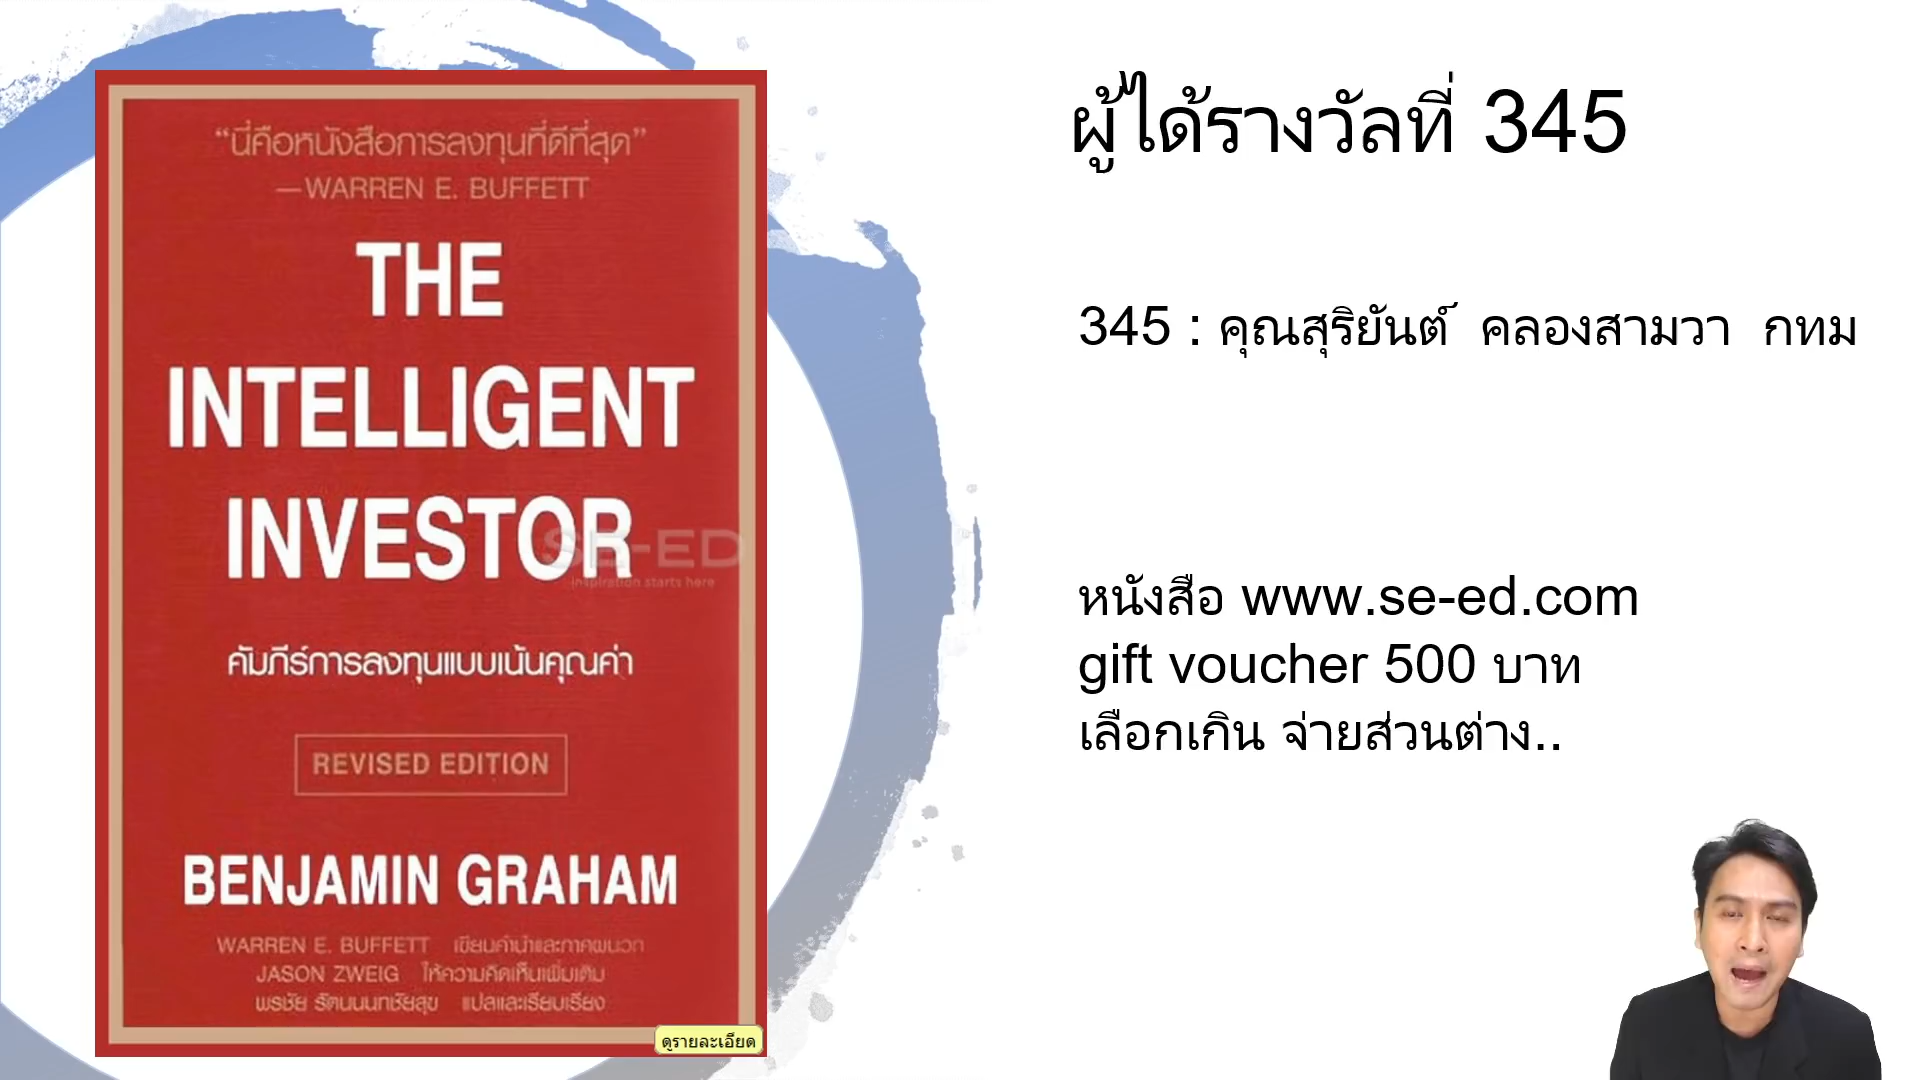 “นี่คือหนังสือการลงทุนที่ดีที่สุด”
—WARREN E. BUFFETT
THE
INTELLIGENT
INVESTOR
SE-ED
inspiration starts here
คัมภีร์การลงทุนแบบเน้นคุณค่า
REVISED EDITION
BENJAMIN GRAHAM
WARREN E. BUFFETT เขียนคำนำและภาคผนวก
JASON ZWEIG ให้ความคิดเห็นเพิ่มเติม
พรชัย รัตนนนทชัยสุข แปลและเรียบเรียง
ดูรายละเอียด
ผู้ได้รางวัลที่ 345
345 : คุณสุริยันต์ คลองสามวา กทม
หนังสือ www.se-ed.com
gift voucher 500 บาท
เลือกเกิน จ่ายส่วนต่าง..